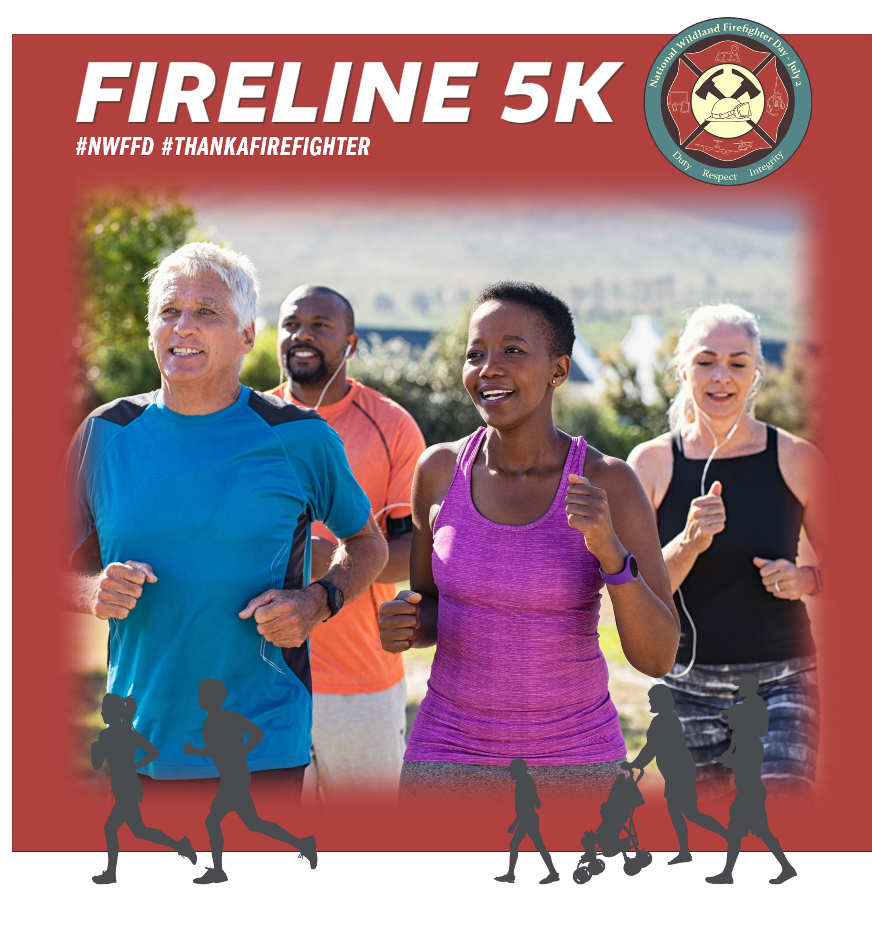 FIRELINE 5K
#NWFFD #THANKAFIREFIGHTER
National Wildland Firefighter Day - July 2
Duty Respect Integrity